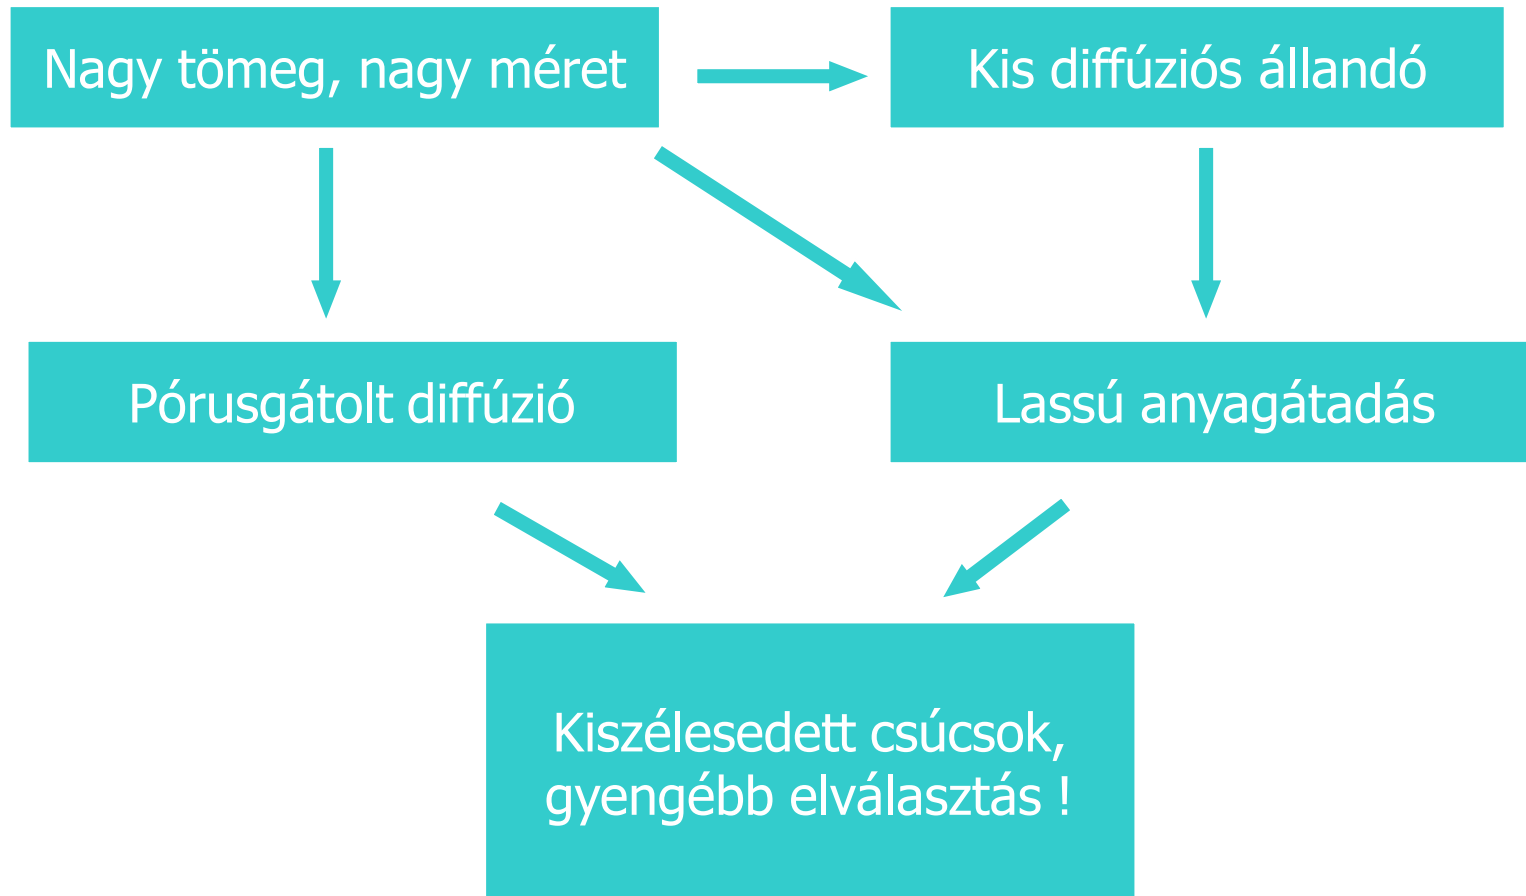 Nagy tömeg, nagy méret
Kis diffúziós állandó
Pórusgátolt diffúzió
Lassú anyagátadás
Kiszélesedett csúcsok,
gyengébb elválasztás !